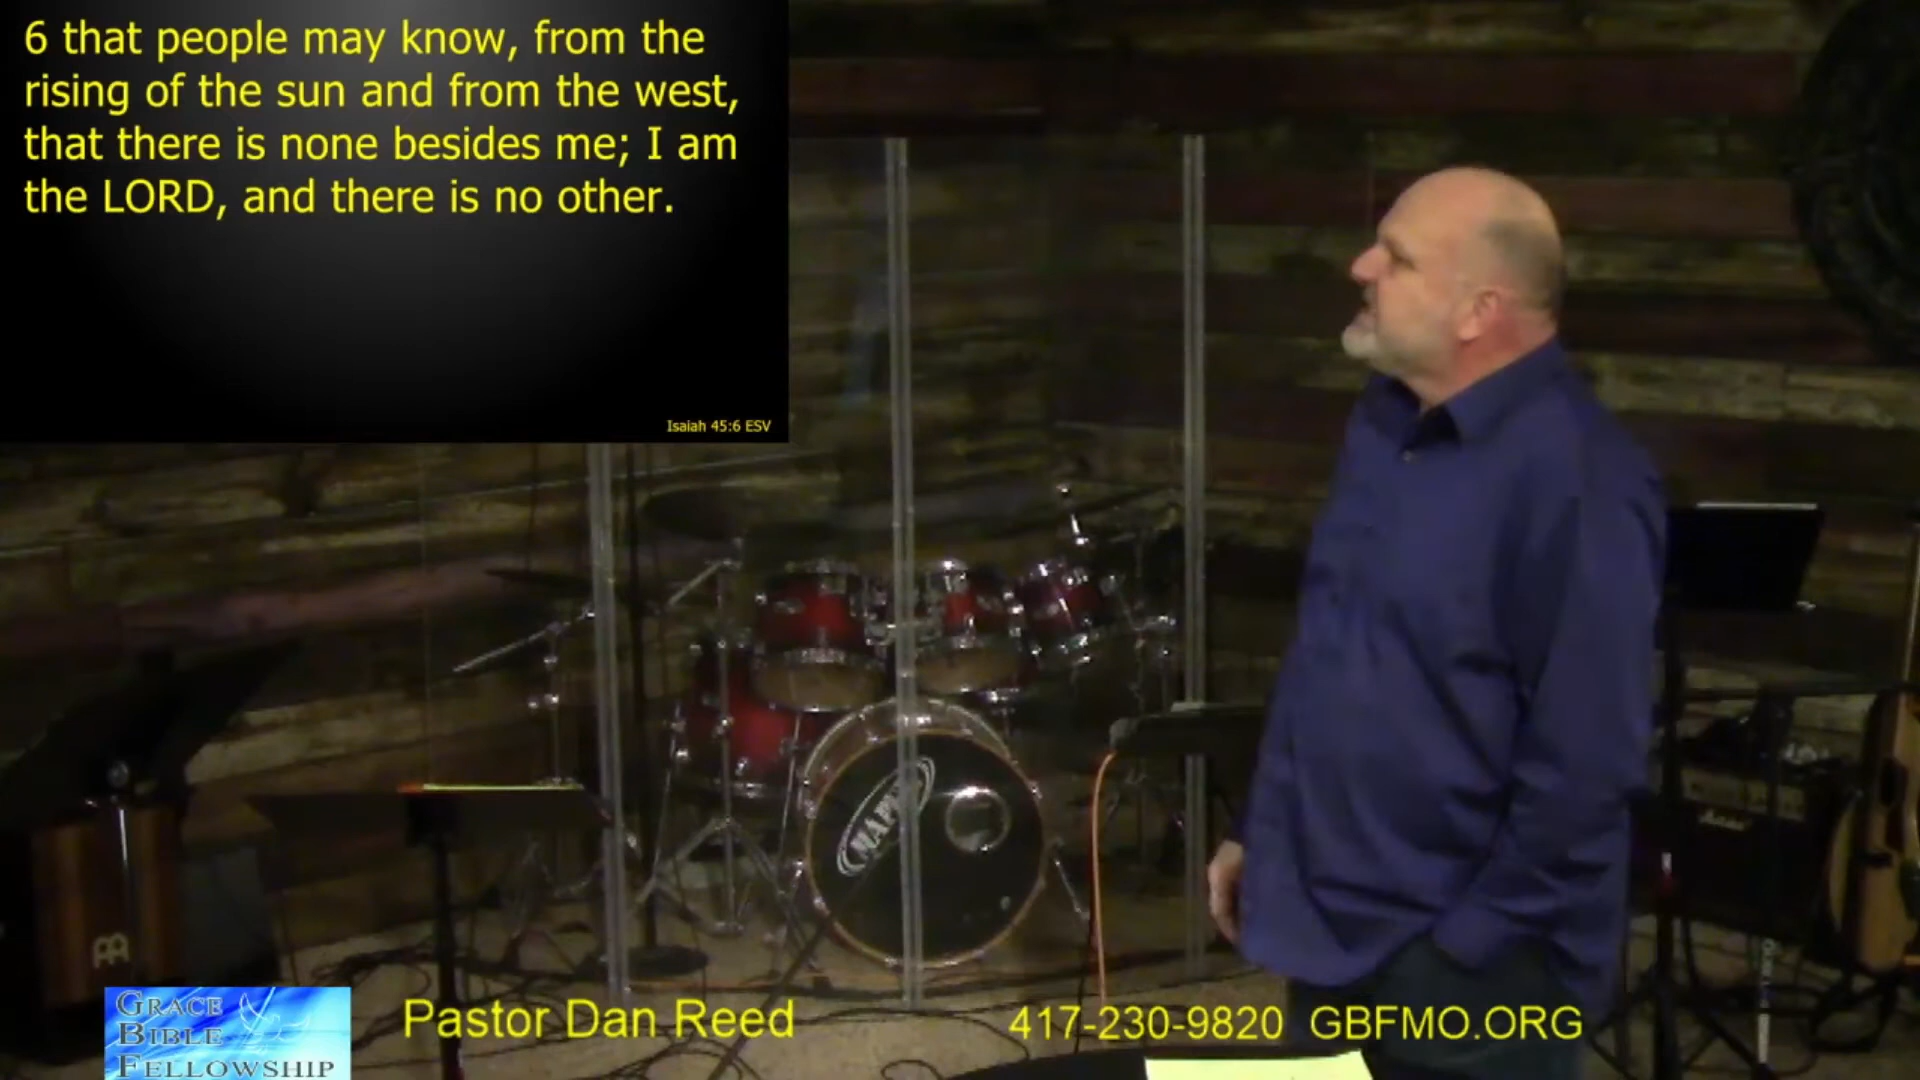 6 that people may know, from the
rising of the sun and from the west,
that there is none besides me; I am
the LORD, and there is no other.
Isaiah 45:6 ESV
GRACE
BIBLE
FELLOWSHIP
Pastor Dan Reed
417-230-9820 GBFMO.ORG